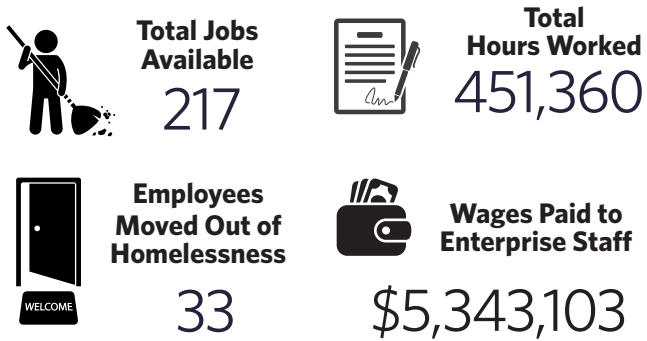 Total Jobs
Available
217
Total
Hours Worked
451,360
Employees
Moved Out of
Homelessness
33
WELCOME
Wages Paid to
Enterprise Staff
$5,343,103